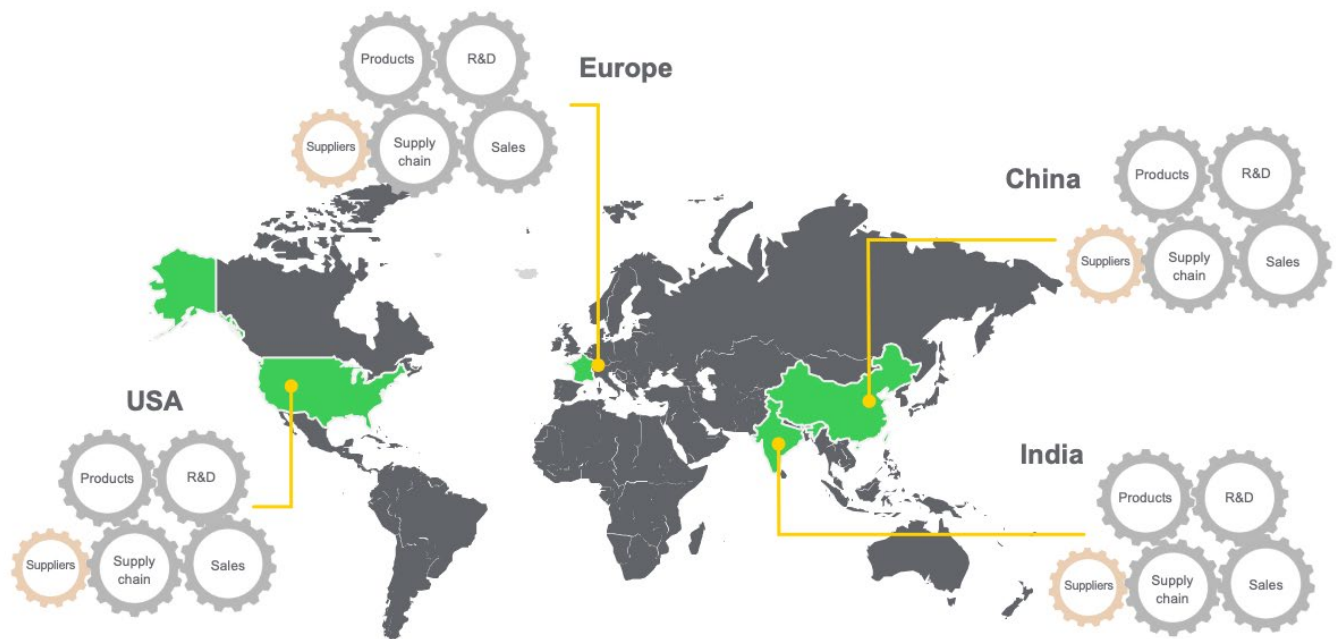 Products
R&D
Europe
Suppliers
Supply
chain
Sales
China
Products
R&D
Suppliers
Supply
chain
Sales
USA
Products
R&D
Suppliers
Supply
chain
Sales
India
Products
R&D
Suppliers
Supply
chain
Sales